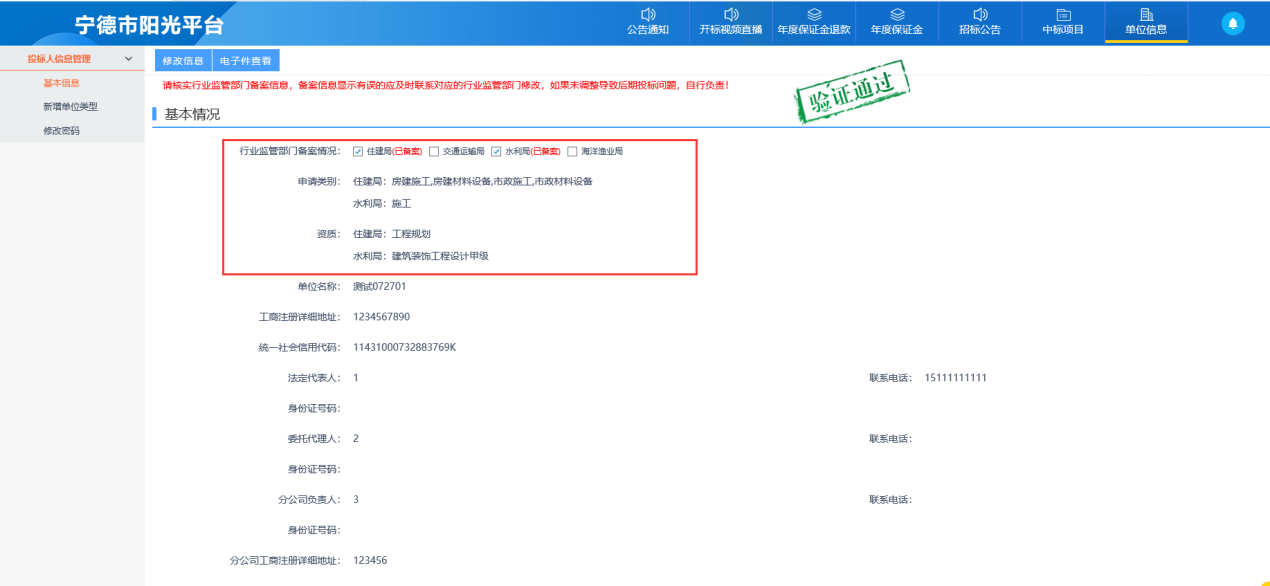 宁德市阳光平台
公告通知
开标视频直播
年度保证金退款
年度保证金
招标公告
中标项目
单位信息
投标人信息管理
基本信息
新增单位类型
修改密码
修改信息
电子件查看
请核实行业监管部门备案信息，备案信息显示有误的应及时联系对应的行业监管部门修改，如果未调整导致后期投标问题，自行负责！
验证通过
基本情况
行业监管部门备案情况： 住建局(已备案) 交通运输局 水利局(已备案) 海洋渔业局
申请类别： 住建局：房建施工,房建材料设备,市政施工,市政材料设备
水利局：施工
资质： 住建局：工程规划
水利局：建筑装饰工程设计甲级
单位名称： 测试072701
工商注册详细地址： 1234567890
统一社会信用代码： 11431000732883769K
法定代表人： 1 联系电话： 15111111111
身份证号码：
委托代理人： 2 联系电话：
身份证号码：
分公司负责人： 3 联系电话：
身份证号码：
分公司工商注册详细地址： 123456